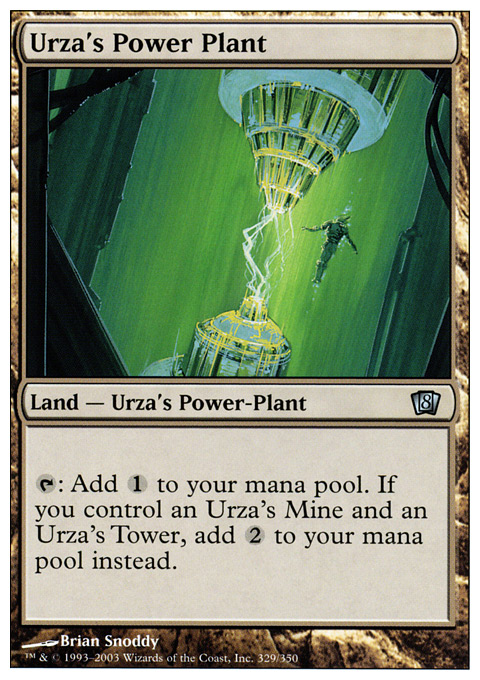 Urza's Power Plant
Land — Urza's Power-Plant
8
: Add 1 to your mana pool. If
you control an Urza's Mine and an
Urza's Tower, add 2 to your mana
pool instead.
Brian Snoddy
™ & © 1993–2003 Wizards of the Coast, Inc. 329/350